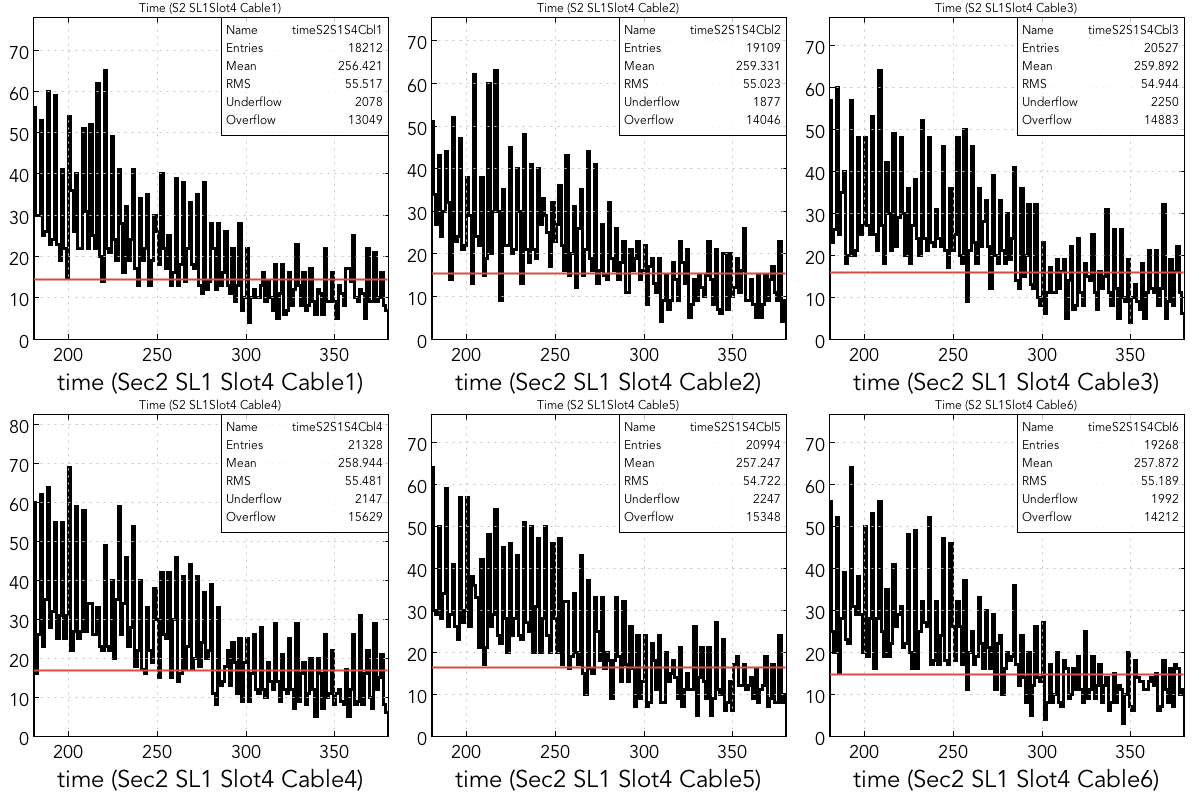 Time (S2 SL1Slot4 Cable1)
Name timeS2S1S4Cbl1
Entries 18212
Mean 256.421
RMS 55.517
Underflow 2078
Overflow 13049
70
60
50
40
30
20
10
0
200 250 300 350
time (Sec2 SL1 Slot4 Cable1)
Time (S2 SL1Slot4 Cable2)
Name timeS2S1S4Cbl2
Entries 19109
Mean 259.331
RMS 55.023
Underflow 1877
Overflow 14046
70
60
50
40
30
20
10
0
200 250 300 350
time (Sec2 SL1 Slot4 Cable2)
Time (S2 SL1Slot4 Cable3)
Name timeS2S1S4Cbl3
Entries 20527
Mean 259.892
RMS 54.944
Underflow 2250
Overflow 14883
70
60
50
40
30
20
10
0
200 250 300 350
time (Sec2 SL1 Slot4 Cable3)
Time (S2 SL1Slot4 Cable4)
Name timeS2S1S4Cbl4
Entries 21328
Mean 258.944
RMS 55.481
Underflow 2147
Overflow 15629
80
70
60
50
40
30
20
10
0
200 250 300 350
time (Sec2 SL1 Slot4 Cable4)
Time (S2 SL1Slot4 Cable5)
Name timeS2S1S4Cbl5
Entries 20994
Mean 257.247
RMS 54.722
Underflow 2247
Overflow 15348
70
60
50
40
30
20
10
0
200 250 300 350
time (Sec2 SL1 Slot4 Cable5)
Time (S2 SL1Slot4 Cable6)
Name timeS2S1S4Cbl6
Entries 19268
Mean 257.872
RMS 55.189
Underflow 1992
Overflow 14212
70
60
50
40
30
20
10
0
200 250 300 350
time (Sec2 SL1 Slot4 Cable6)